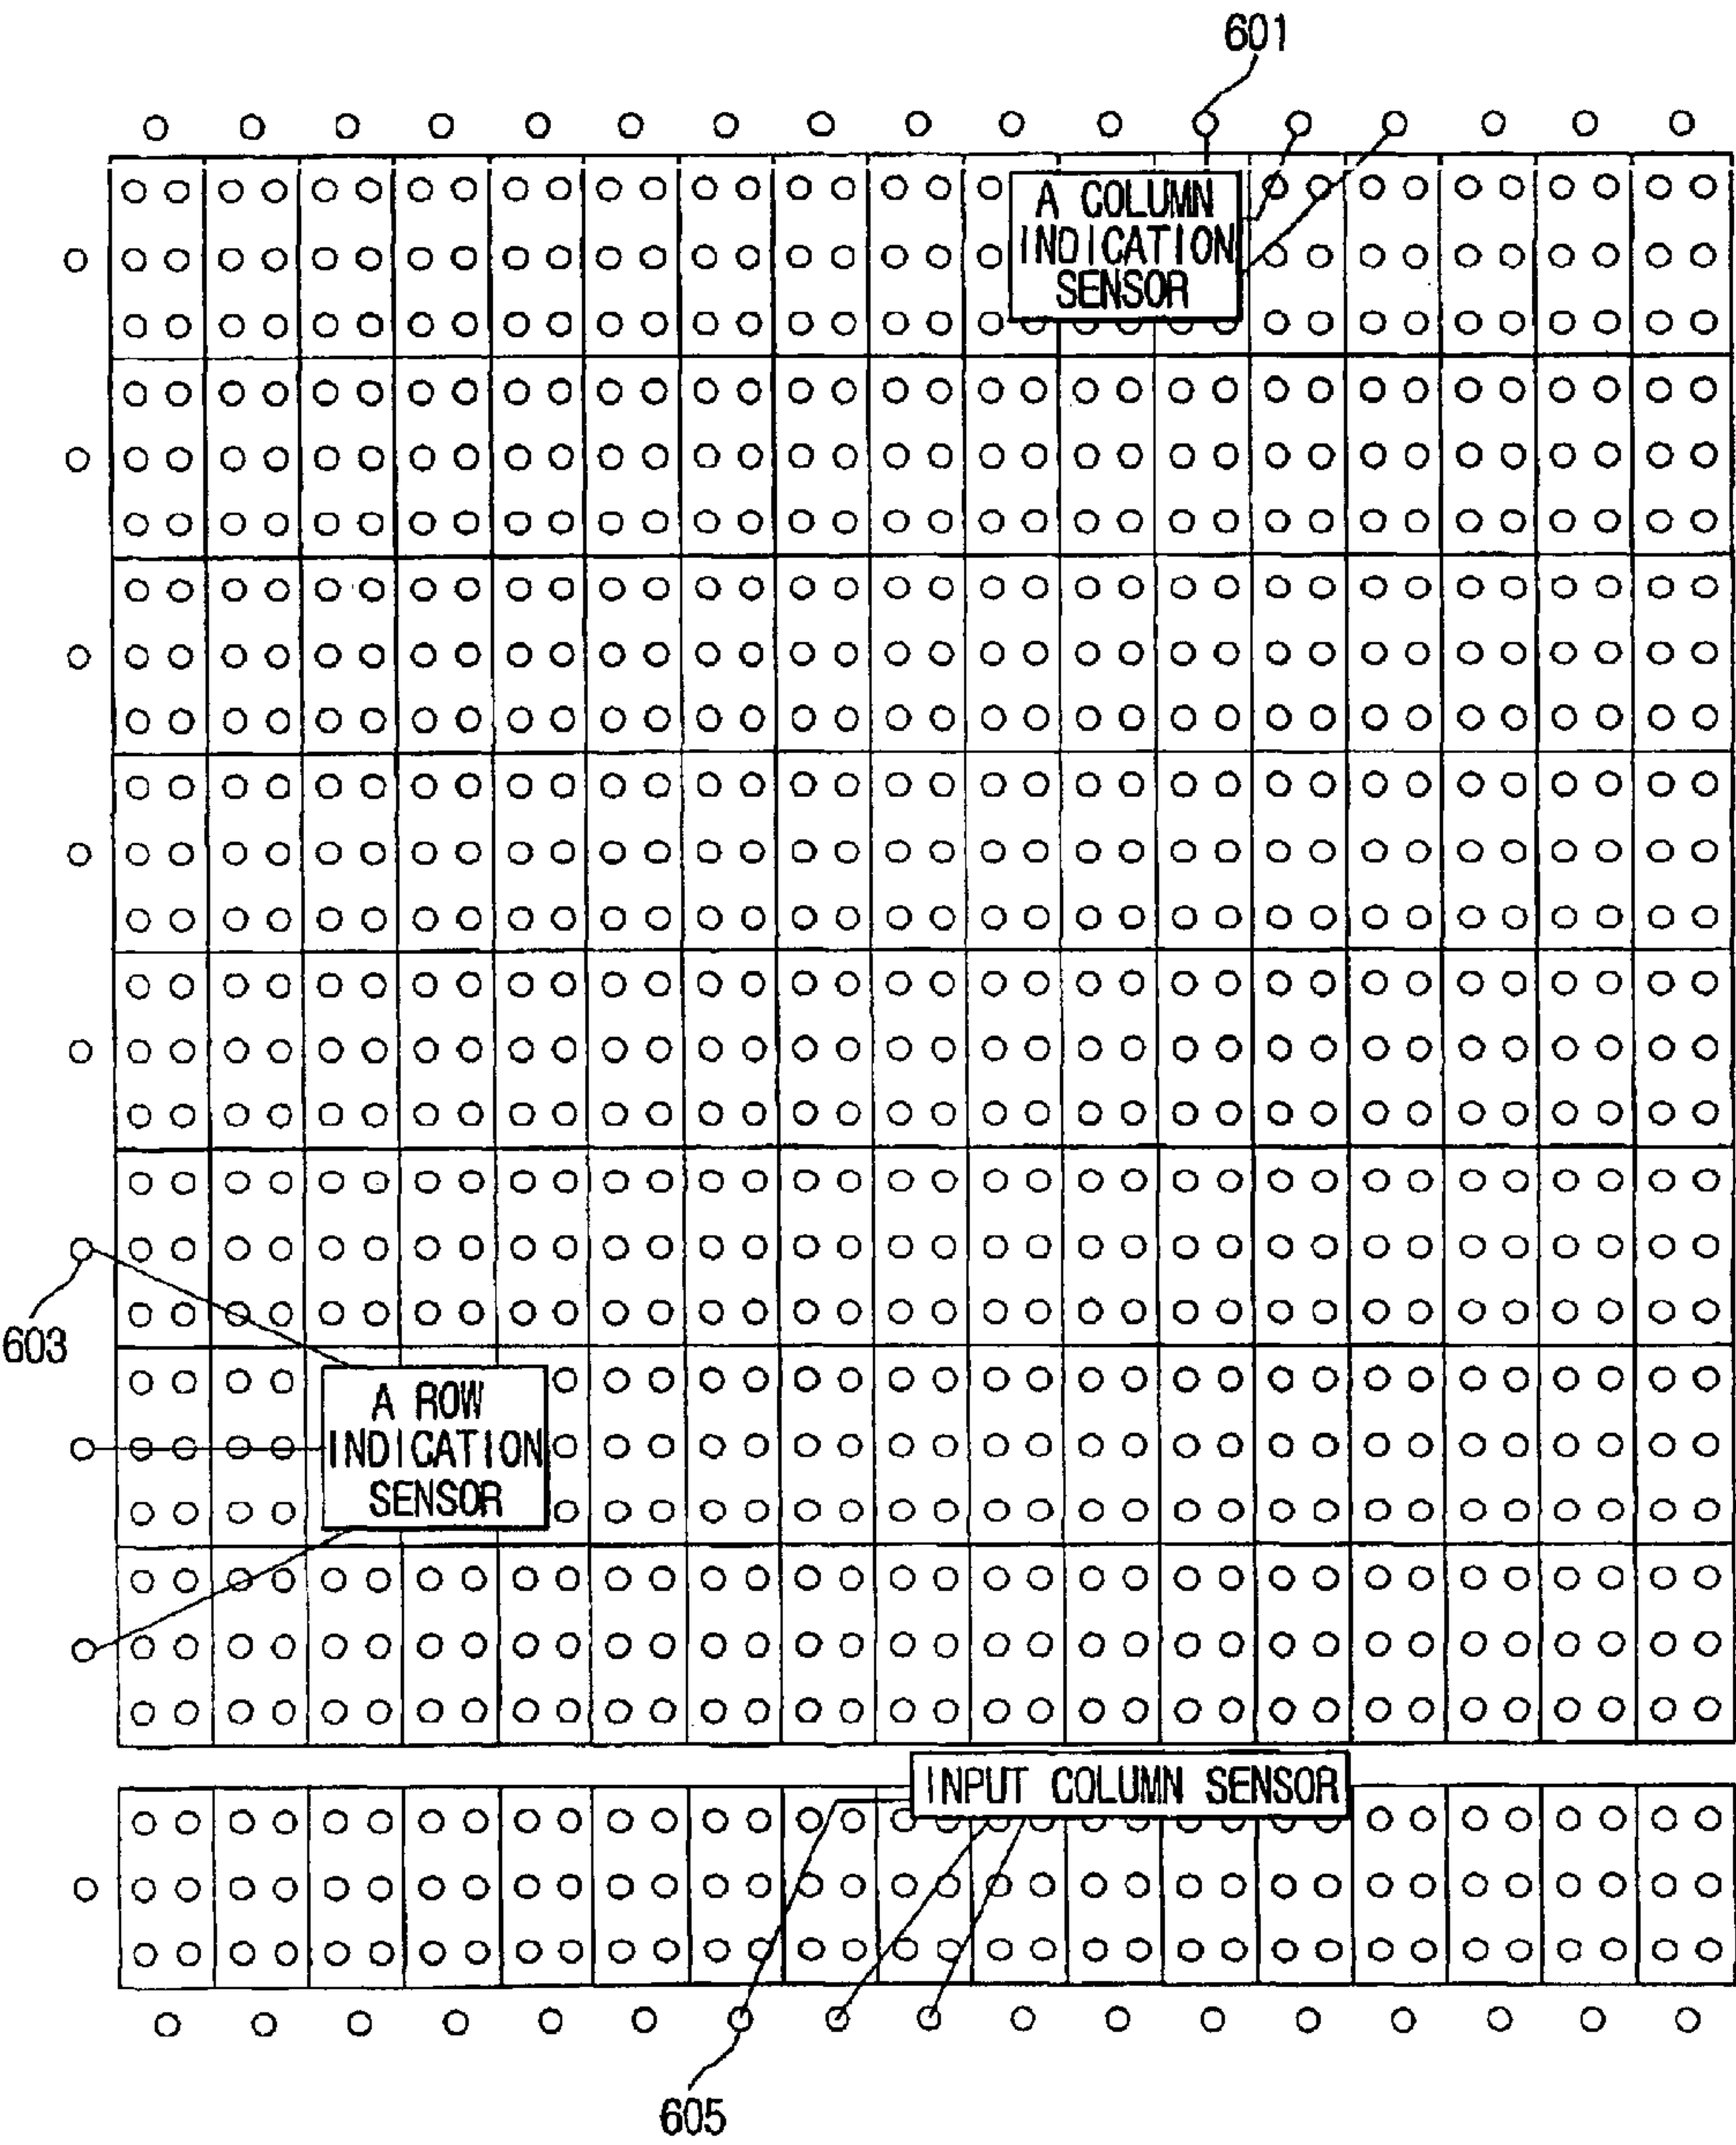 601
A COLUMN
INDICATION
SENSOR
603
A ROW
INDICATION
SENSOR
INPUT COLUMN SENSOR
605